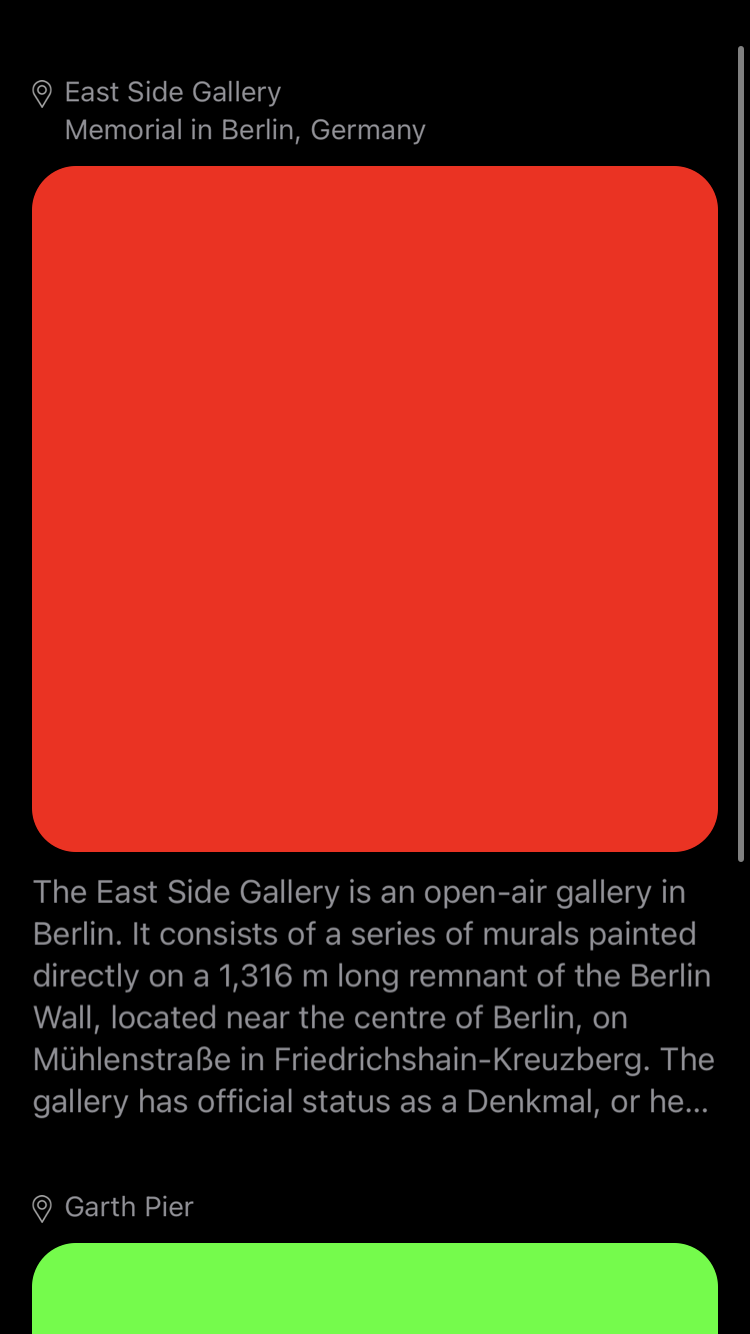 East Side Gallery
Memorial in Berlin, Germany
The East Side Gallery is an open-air gallery in
Berlin. It consists of a series of murals painted
directly on a 1,316 m long remnant of the Berlin
Wall, located near the centre of Berlin, on
Mühlenstraße in Friedrichshain-Kreuzberg. The
gallery has official status as a Denkmal, or he...
Garth Pier